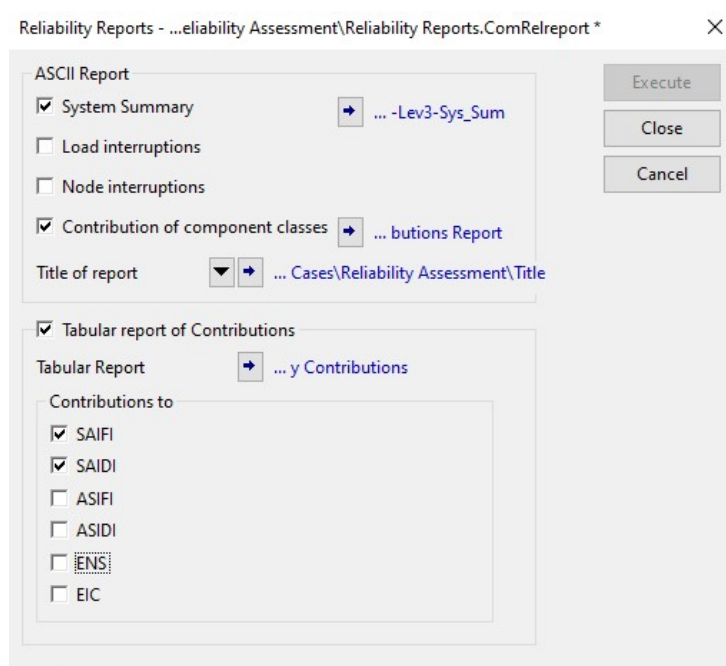 Reliability Reports - ...eliability Assessment\Reliability Reports.ComRelreport *
ASCII Report
System Summary
... -Lev3-Sys_Sum
Load interruptions
Node interruptions
Contribution of component classes
... butions Report
Title of report
... Cases\Reliability Assessment\Title
Execute
Close
Cancel
Tabular report of Contributions
Tabular Report
... y Contributions
Contributions to
SAIFI
SAIDI
ASIFI
ASIDI
ENS
EIC